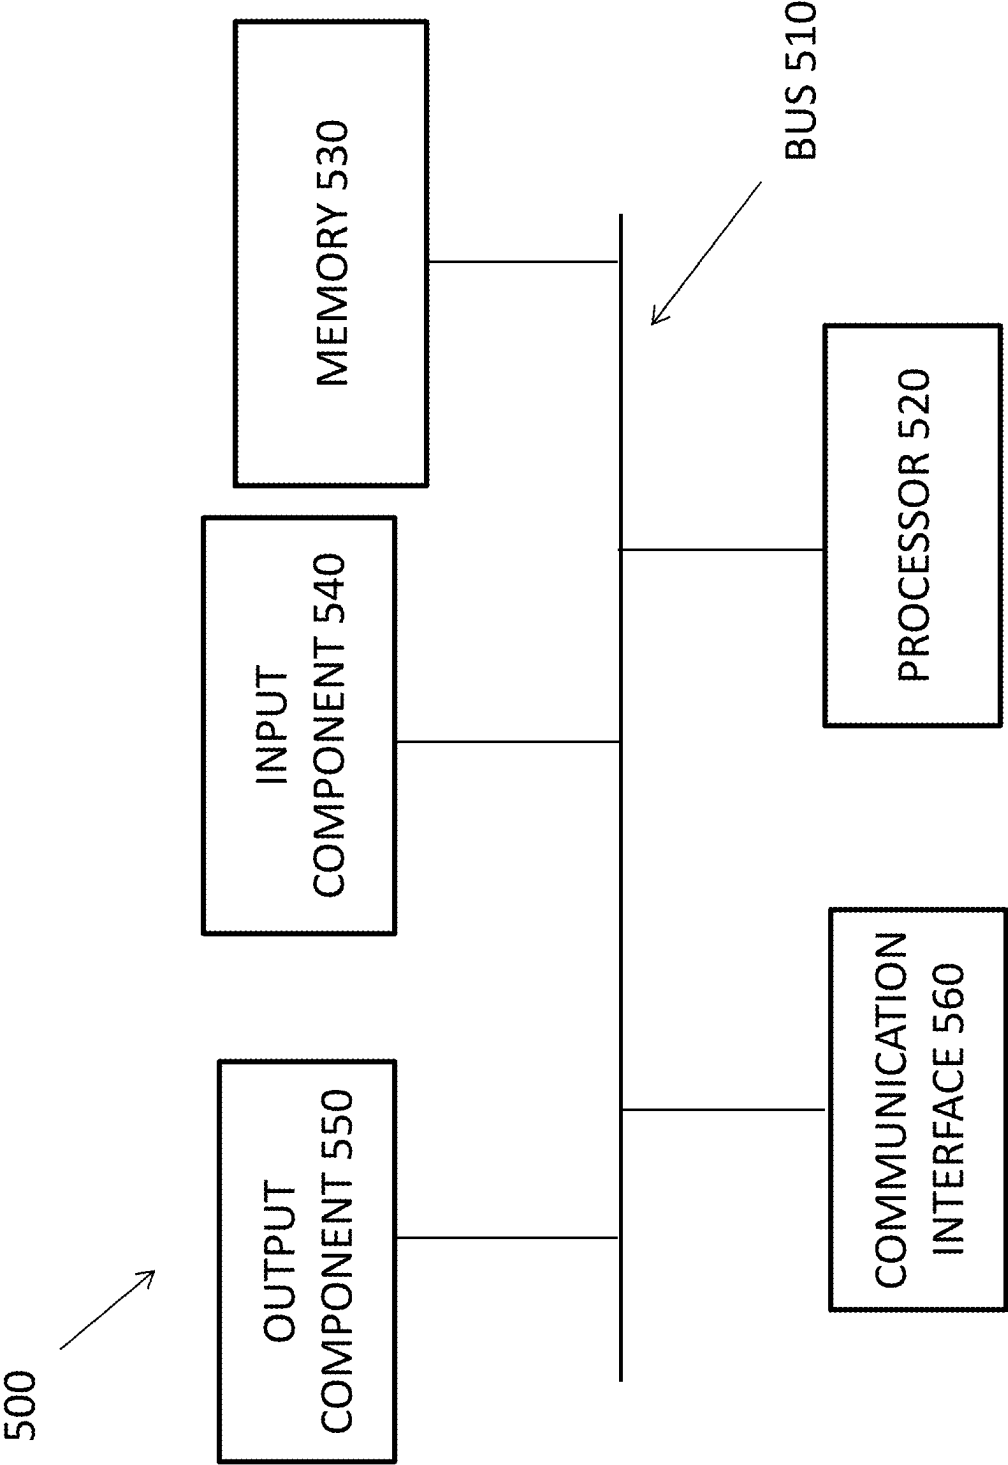 500
OUTPUT
COMPONENT 550
INPUT
COMPONENT 540
MEMORY 530
BUS 510
COMMUNICATION
INTERFACE 560
PROCESSOR 520